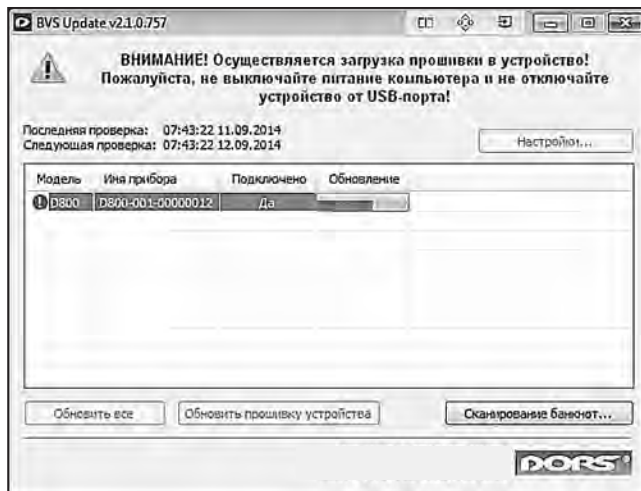 BVS Update v2.1.0.757
ВНИМАНИЕ! Осуществляется загрузка прошивки в устройство!
Пожалуйста, не выключайте питание компьютера и не отключайте
устройство от USB-порта!
Последняя проверка: 07:43:22 11.09.2014
Следующая проверка: 07:43:22 12.09.2014
Настройки...
Модель Имя прибора Подключено Обновление
D800 D800-001-00000012 Да
Обновить все Обновить прошивку устройства Сканирование банкнот...
DORS